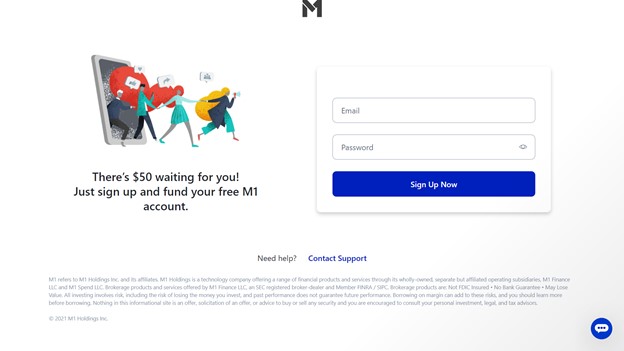 M
There's $50 waiting for you!
Just sign up and fund your free M1
account.
Email
Password
Sign Up Now
Need help? Contact Support
M1 refers to M1 Holdings Inc. and its affiliates. M1 Holdings is a technology company offering a range of financial products and services through its wholly-owned, separate but affiliated operating subsidiaries, M1 Finance
LLC and M1 Spend LLC. Brokerage products and services offered by M1 Finance LLC, an SEC registered broker-dealer and Member FINRA / SIPC. Brokerage products are: Not FDIC Insured • No Bank Guarantee • May Lose
Value. All investing involves risk, including the risk of losing the money you invest, and past performance does not guarantee future performance. Borrowing on margin can add to these risks, and you should learn more
before borrowing. Nothing in this informational site is an offer, solicitation of an offer, or advice to buy or sell any security and you are encouraged to consult your personal investment, legal, and tax advisors.
© 2021 M1 Holdings Inc.